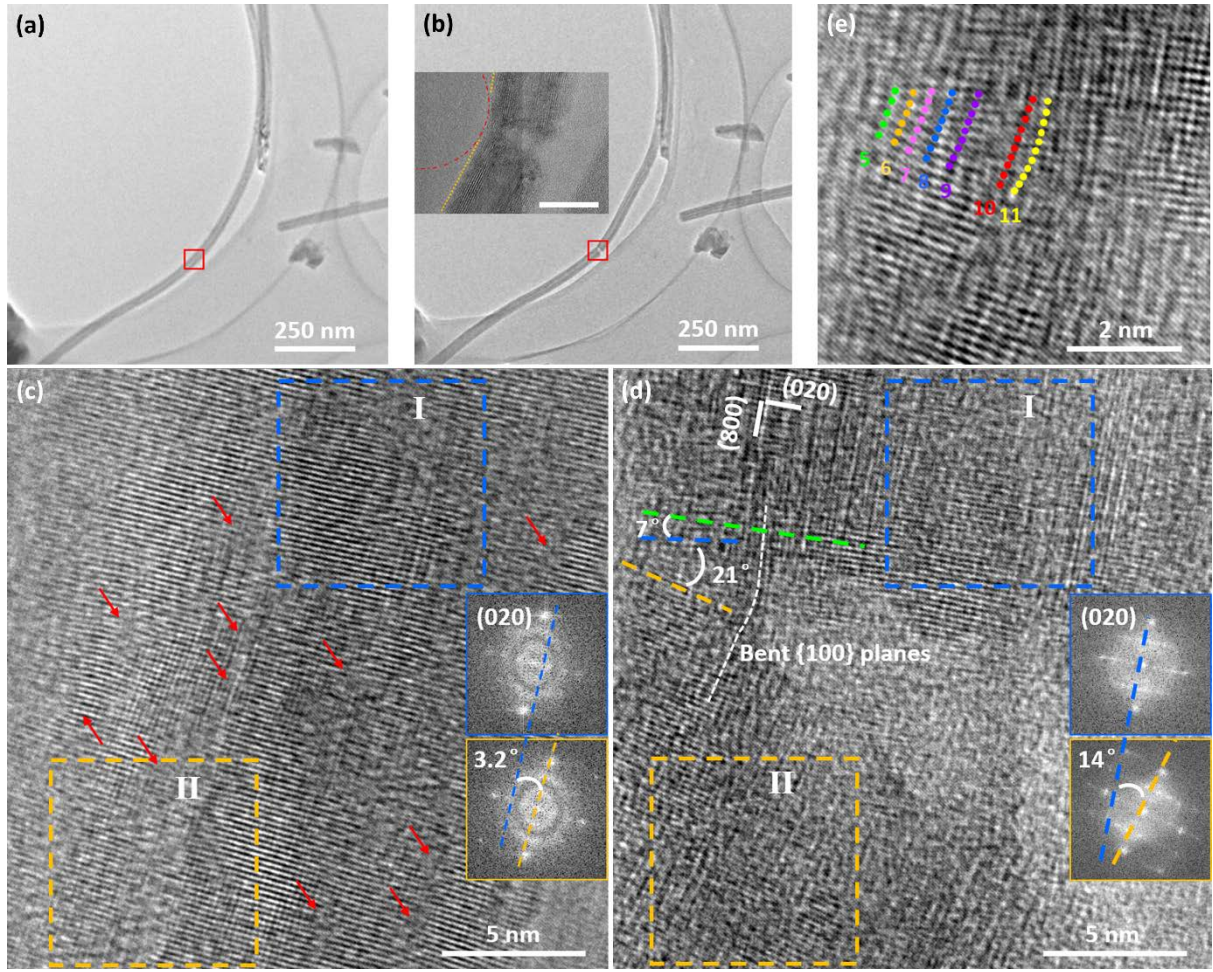 (a)
250 nm
(b)
250 nm
(e)
5
6
7
8
9
10
11
2 nm
(c)
I
II
(020)
3.2°
5 nm
(d)
(800)
(020)
I
7°
21°
Bent {100} planes
II
(020)
14°
5 nm